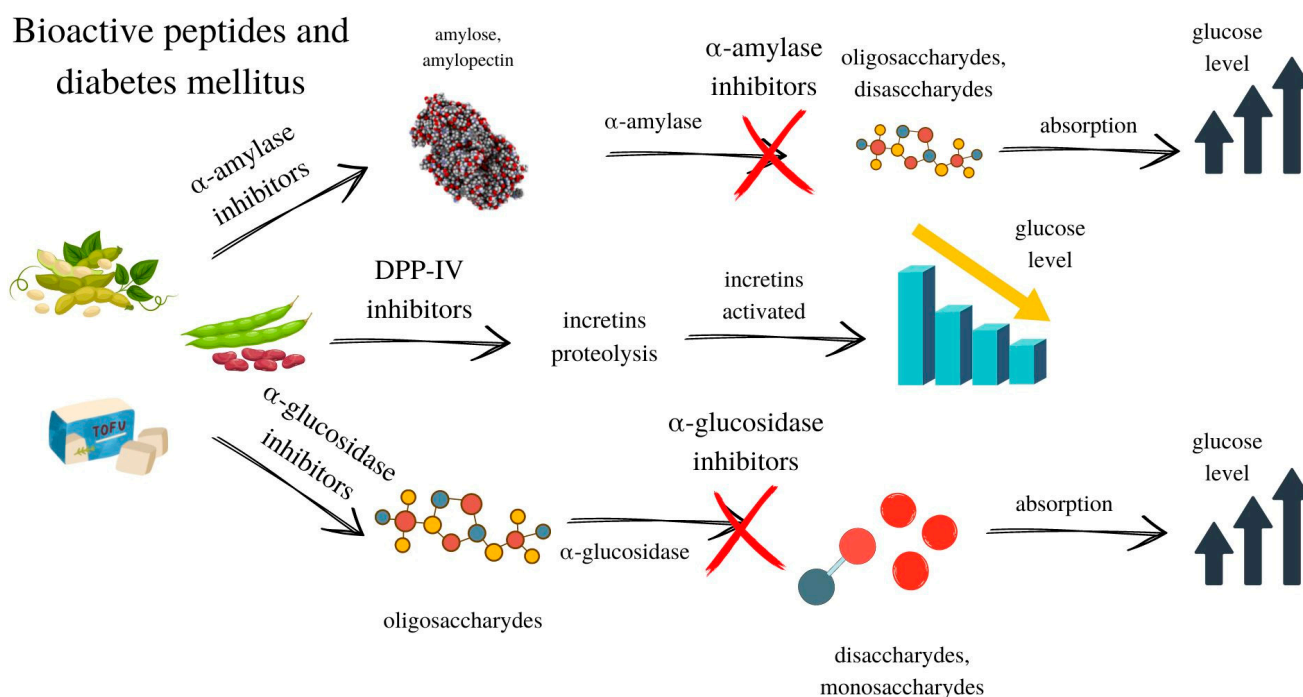 Bioactive peptides and
diabetes mellitus
α-amylase
inhibitors
amylose,
amylopectin
α-amylase
α-amylase
inhibitors
oligosaccharydes,
disasccharydes
absorption
glucose
level
DPP-IV
inhibitors
incretins
proteolysis
incretins
activated
glucose
level
TOFU
α-glucosidase
inhibitors
oligosaccharydes
α-glucosidase
α-glucosidase
inhibitors
disaccharydes,
monosaccharydes
absorption
glucose
level